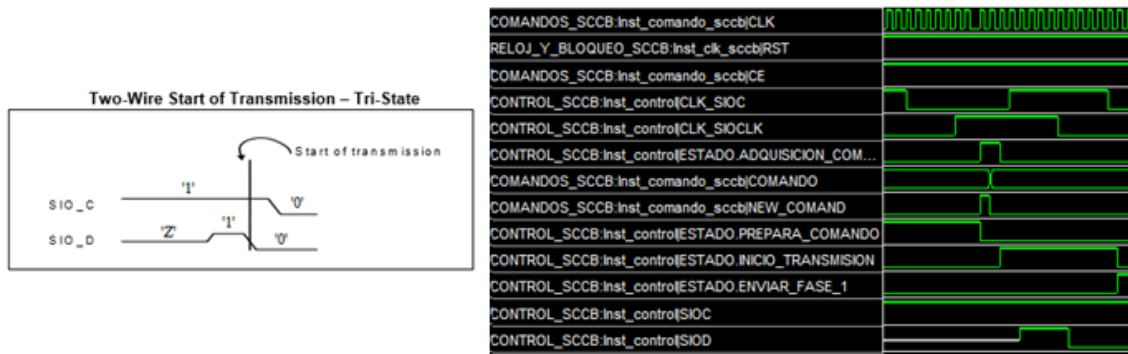 Two-Wire Start of Transmission – Tri-State
Start of transmission
'1'
SIO_C
'0'
'Z'
'1'
'0'
SIO_D
COMANDOS_SCCB:Inst_comando_sccb|CLK
RELOJ_Y_BLOQUEO_SCCB:Inst_clk_sccb|RST
COMANDOS_SCCB:Inst_comando_sccb|CE
CONTROL_SCCB:Inst_control|CLK_SIOC
CONTROL_SCCB:Inst_control|CLK_SIOCLK
CONTROL_SCCB:Inst_control|ESTADO.ADQUISICION_COM...
COMANDOS_SCCB:Inst_comando_sccb|COMANDO
COMANDOS_SCCB:Inst_comando_sccb|NEW_COMAND
CONTROL_SCCB:Inst_control|ESTADO.PREPARA_COMANDO
CONTROL_SCCB:Inst_control|ESTADO.INICIO_TRANSMISION
CONTROL_SCCB:Inst_control|ESTADO.ENVIAR_FASE_1
CONTROL_SCCB:Inst_control|SIOC
CONTROL_SCCB:Inst_control|SIOD